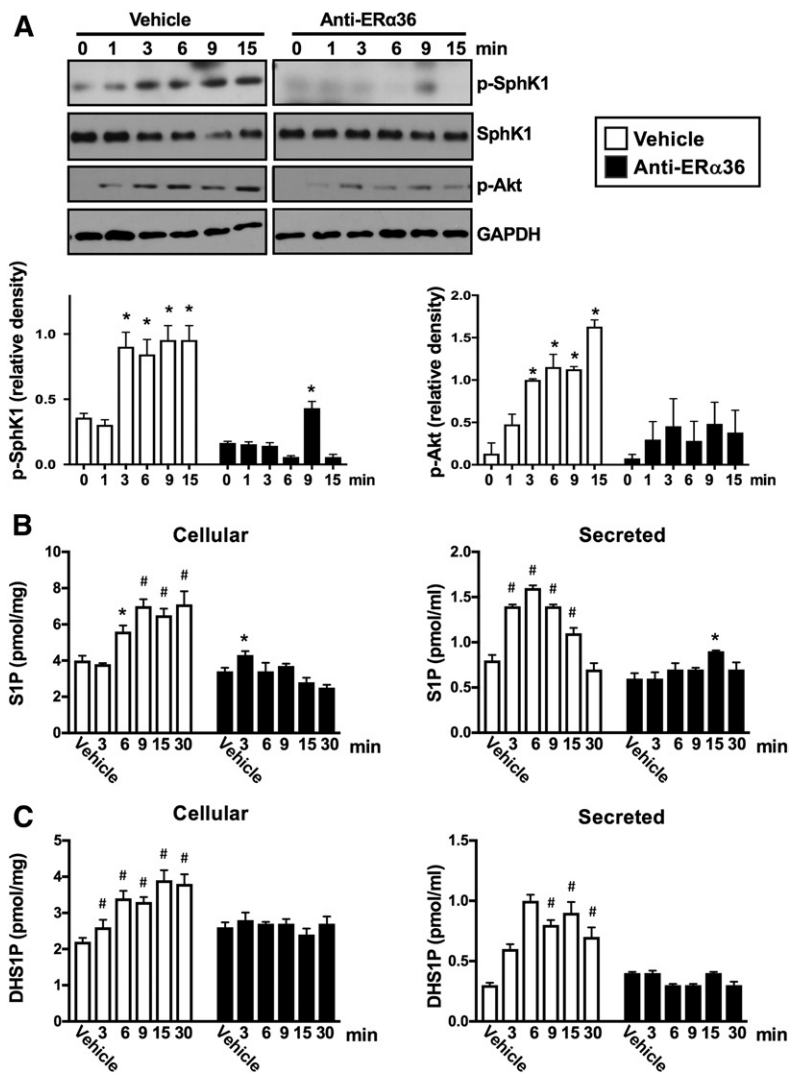 A
Vehicle Anti-ERα36
0 1 3 6 9 15 0 1 3 6 9 15 min
p-SphK1
SphK1
p-Akt
GAPDH
Vehicle
Anti-ERα36
p-SphK1 (relative density)
1.0
0.5
0.0
* * * * *
0 1 3 6 9 15 0 1 3 6 9 15 min
p-Akt (relative density)
2.0
1.5
1.0
0.5
0.0
* * * *
0 1 3 6 9 15 0 1 3 6 9 15 min
B
Cellular
S1P (pmol/mg)
10
8
6
4
2
0
* # # # *
Vehicle 3 6 9 15 30 Vehicle 3 6 9 15 30 min
Secreted
S1P (pmol/ml)
2.0
1.5
1.0
0.5
0.0
# # # # *
Vehicle 3 6 9 15 30 Vehicle 3 6 9 15 30 min
C
Cellular
DHS1P (pmol/mg)
5
4
3
2
1
0
# # # # #
Vehicle 3 6 9 15 30 Vehicle 3 6 9 15 30 min
Secreted
DHS1P (pmol/ml)
1.5
1.0
0.5
0.0
# # #
Vehicle 3 6 9 15 30 Vehicle 3 6 9 15 30 min